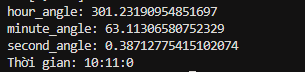 hour_angle: 301.23190954851697
minute_angle: 63.11306580752329
second_angle: 0.38712775415102074
Thời gian: 10:11:0